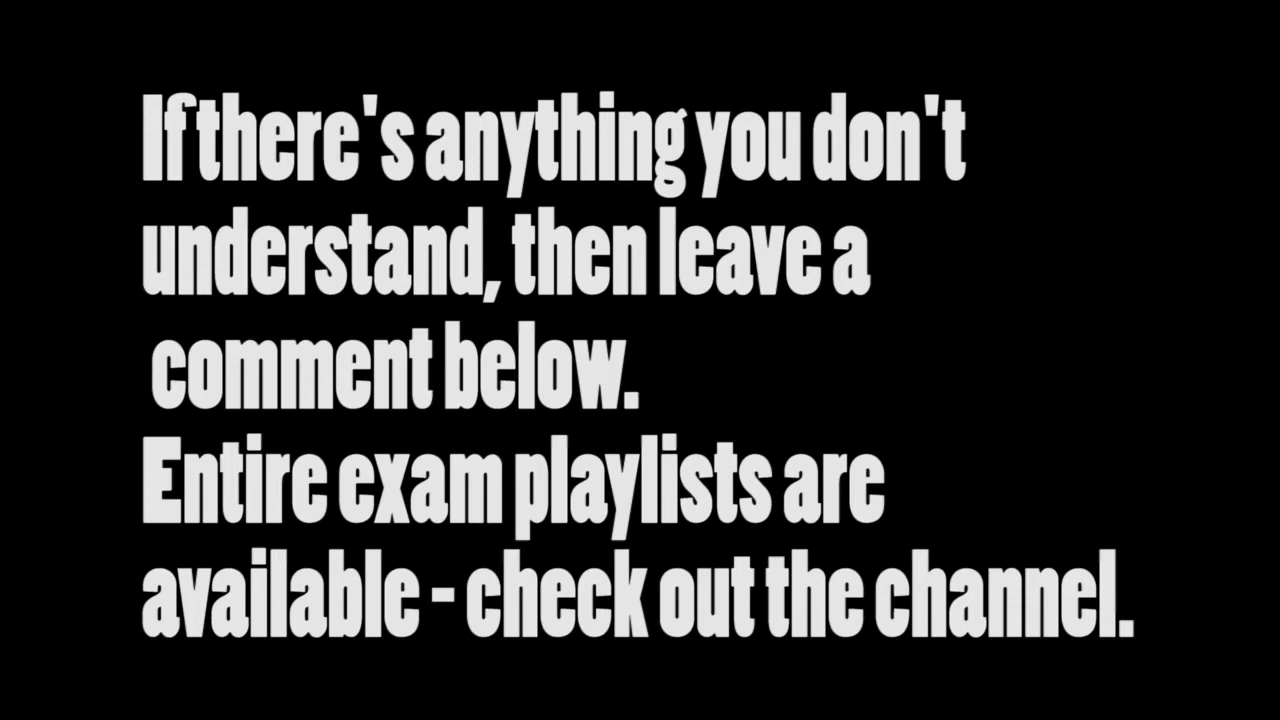 If there's anything you don't
understand, then leave a
comment below.
Entire exam playlists are
available - check out the channel.